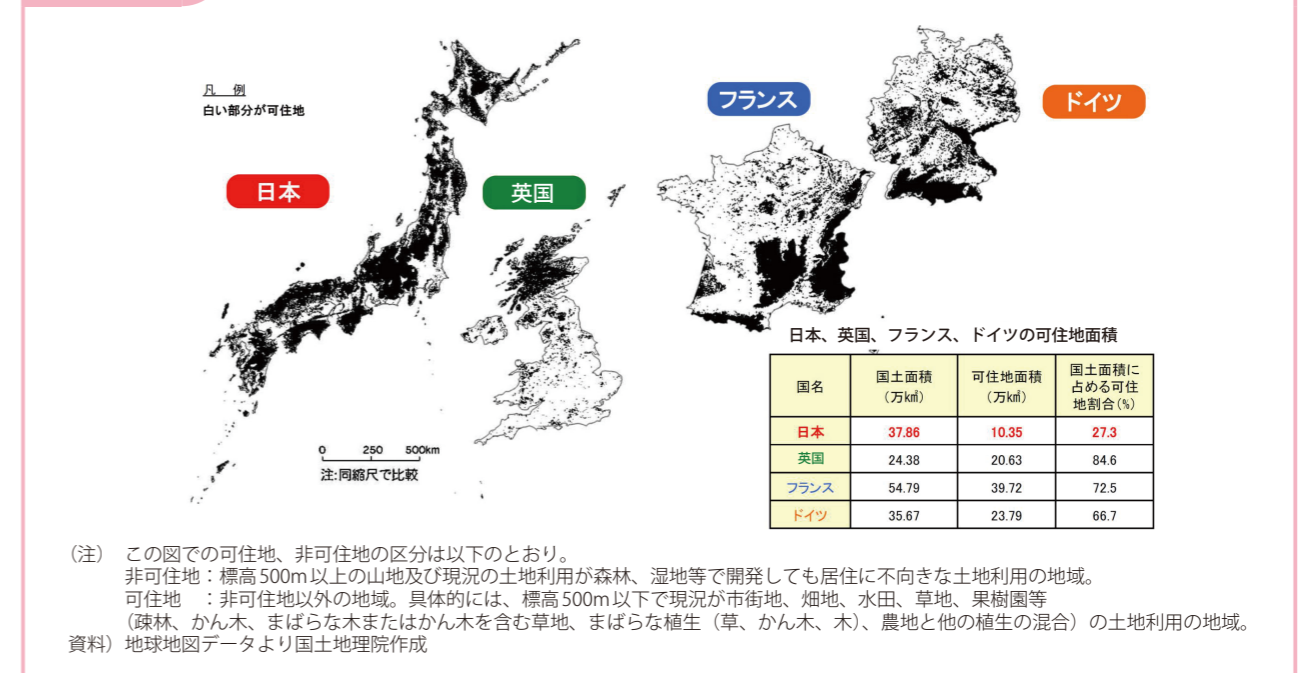 凡 例
白い部分が可住地
日本
英国
フランス
ドイツ
0 250 500km
注:同縮尺で比較
日本、英国、フランス、ドイツの可住地面積
国名 国土面積(万㎢) 可住地面積(万㎢) 国土面積に占める可住地割合(%)
日本 37.86 10.35 27.3
英国 24.38 20.63 84.6
フランス 54.79 39.72 72.5
ドイツ 35.67 23.79 66.7
(注) この図での可住地、非可住地の区分は以下のとおり。
非可住地:標高500m以上の山地及び現況の土地利用が森林、湿地等で開発しても居住に不向きな土地利用の地域。
可住地 :非可住地以外の地域。具体的には、標高500m以下で現況が市街地、畑地、水田、草地、果樹園等
(疎林、かん木、まばらな木またはかん木を含む草地、まばらな植生(草、かん木、木)、農地と他の植生の混合)の土地利用の地域。
資料)地球地図データより国土地理院作成